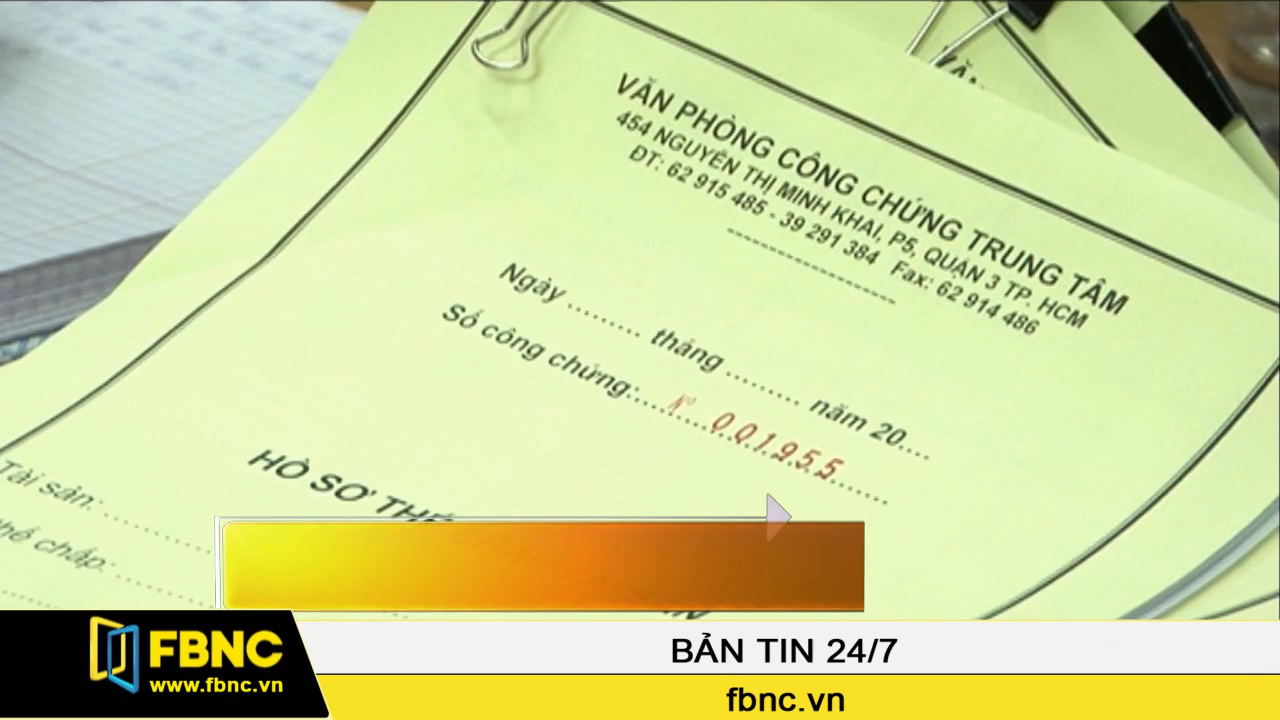 VĂN PHÒNG CÔNG CHỨNG TRUNG TÂM
454 NGUYỄN THỊ MINH KHAI, P5, QUẬN 3 TP. HCM
ĐT: 62 915 485 - 39 291 384 Fax: 62 914 486
Ngày ......... tháng ......... năm 20....
Số công chứng: Nº 001955
HỒ SƠ THẾ
Tài sản:
thế chấp:
FBNC
www.fbnc.vn
BẢN TIN 24/7
fbnc.vn